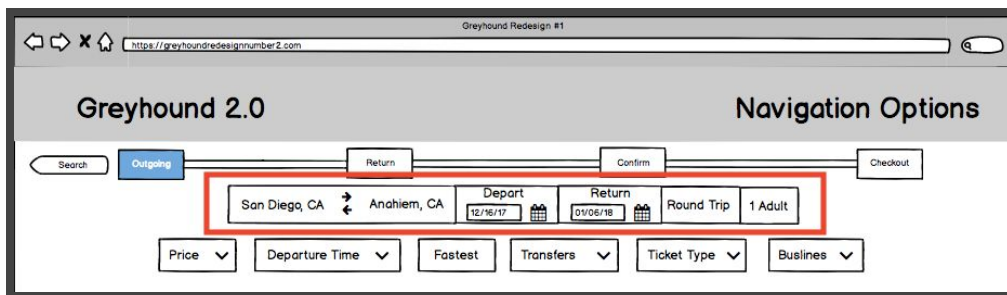 Greyhound Redesign #1
https://greyhoundredesignnumber2.com
Greyhound 2.0 Navigation Options
Search Outgoing Return Confirm Checkout
Depart Return
San Diego, CA Anahiem, CA 12/16/17 01/06/18 Round Trip 1 Adult
Price Departure Time Fastest Transfers Ticket Type Buslines